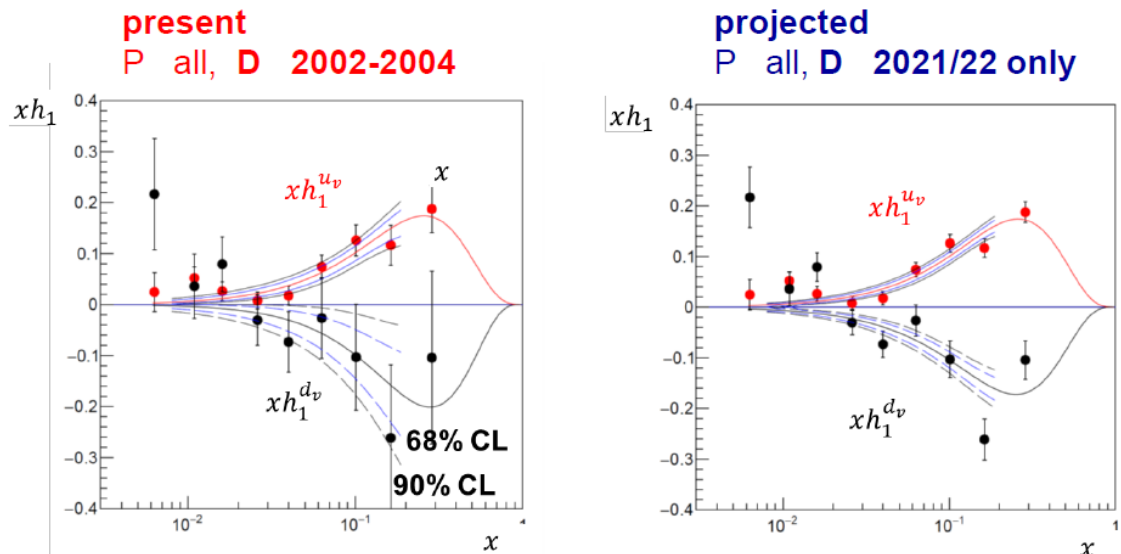 present
P all, D 2002-2004
xh₁
0.4
0.3
0.2
0.1
0
−0.1
−0.2
−0.3
−0.4
xh₁ᵘᵛ
x
xh₁ᵈᵛ
68% CL
90% CL
10⁻²
10⁻¹
x
projected
P all, D 2021/22 only
xh₁
0.4
0.3
0.2
0.1
0
−0.1
−0.2
−0.3
−0.4
xh₁ᵘᵛ
xh₁ᵈᵛ
10⁻²
10⁻¹
1
x